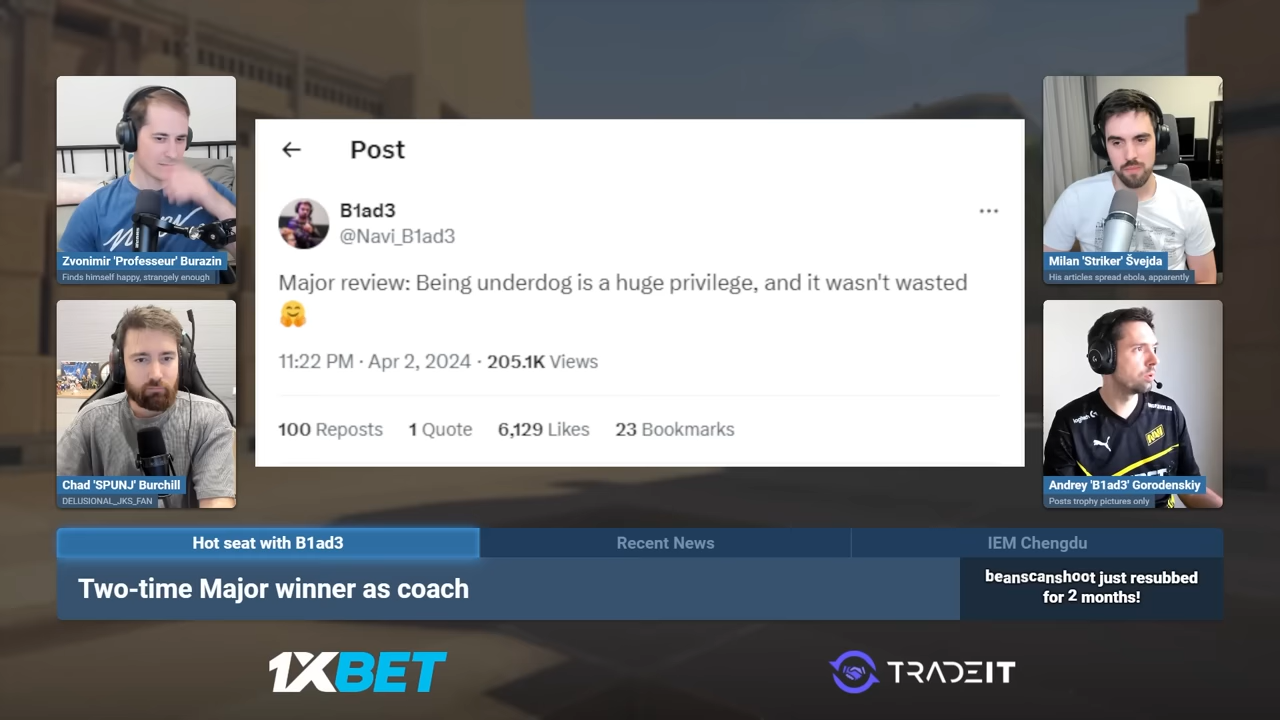 Post
B1ad3
@Navi_B1ad3
Major review: Being underdog is a huge privilege, and it wasn't wasted
🤗
11:22 PM · Apr 2, 2024 · 205.1K Views
100 Reposts 1 Quote 6,129 Likes 23 Bookmarks
Zvonimir 'Professeur' Burazin
Finds himself happy, strangely enough
Chad 'SPUNJ' Burchill
DELUSIONAL_JKS_FAN
Milan 'Striker' Švejda
His articles spread ebola, apparently
logitech G
Andrey 'B1ad3' Gorodenskiy
Posts trophy pictures only
Hot seat with B1ad3
Recent News
IEM Chengdu
Two-time Major winner as coach
beanscanshoot just resubbed
for 2 months!
1XBET
TRADEIT